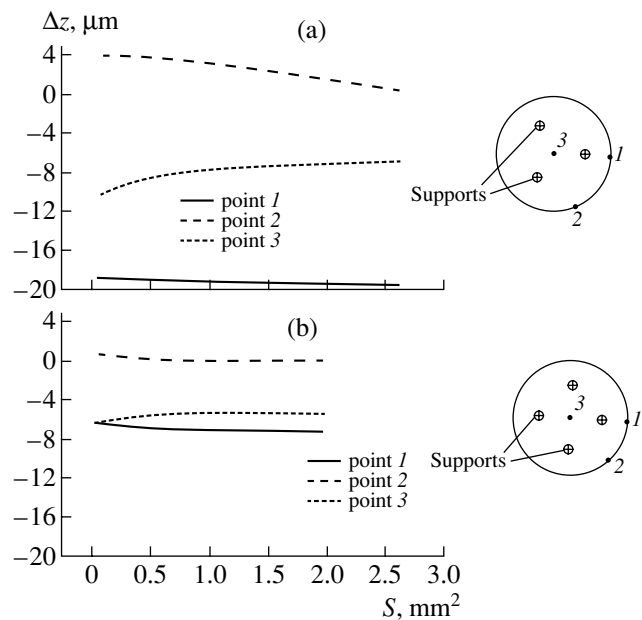 Δz, μm
(a)
4
0
–4
–8
–12
–16
–20
point 1
point 2
point 3
3
1
Supports
2
(b)
4
0
–4
–8
–12
–16
–20
point 1
point 2
point 3
3
1
Supports
2
0
0.5
1.0
1.5
2.0
2.5
3.0
S, mm²